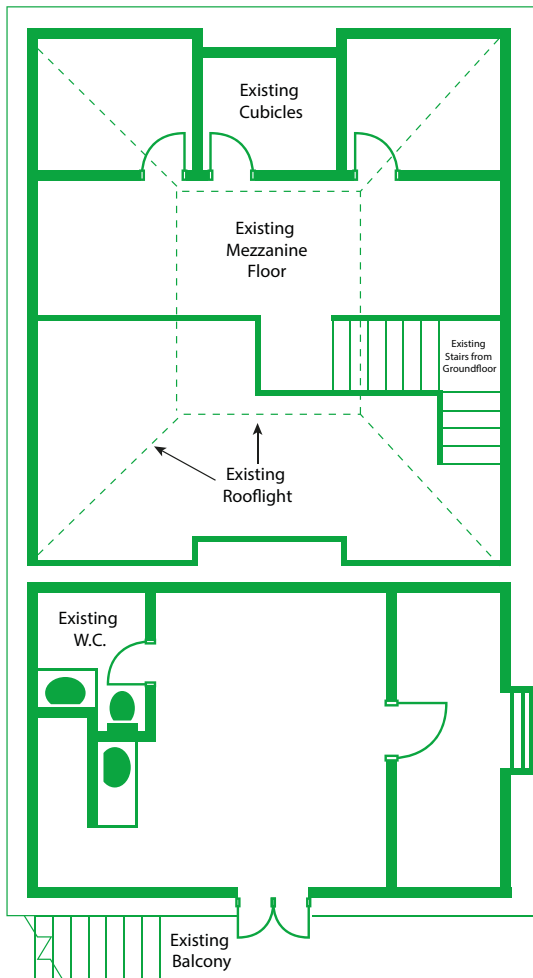 Existing
Cubicles
Existing
Mezzanine
Floor
Existing
Stairs from
Groundfloor
Existing
Rooflight
Existing
W.C.
Existing
Balcony